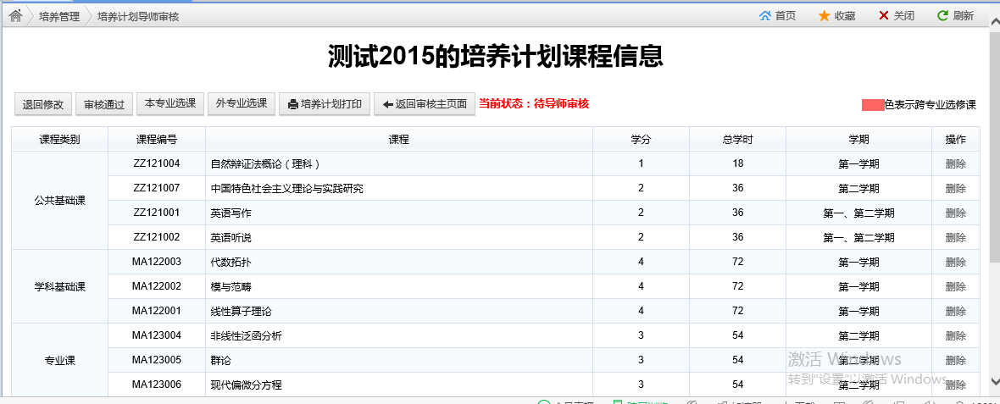 培养管理 培养计划导师审核 首页 收藏 关闭 刷新
测试2015的培养计划课程信息
退回修改 审核通过 本专业选课 外专业选课 培养计划打印 返回审核主页面 当前状态：待导师审核 色表示跨专业选修课
课程类别 课程编号 课程 学分 总学时 学期 操作
公共基础课
ZZ121004 自然辩证法概论（理科） 1 18 第一学期 删除
ZZ121007 中国特色社会主义理论与实践研究 2 36 第二学期 删除
ZZ121001 英语写作 2 36 第一、第二学期 删除
ZZ121002 英语听说 2 36 第一、第二学期 删除
学科基础课
MA122003 代数拓扑 4 72 第一学期 删除
MA122002 模与范畴 4 72 第一学期 删除
MA122001 线性算子理论 4 72 第一学期 删除
专业课
MA123004 非线性泛函分析 3 54 第二学期 删除
MA123005 群论 3 54 第二学期 删除
MA123006 现代偏微分方程 3 54 第二学期 删除
激活 Windows
转到"设置"以激活 Windows